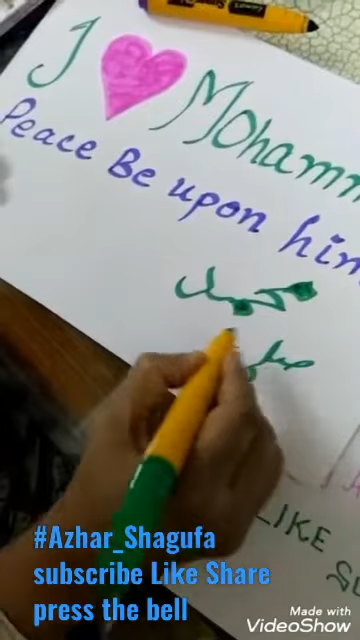 I Mohamm
Peace Be upon him
محمد
LIKE
#Azhar_Shagufa
subscribe Like Share
press the bell
Made with
VideoShow